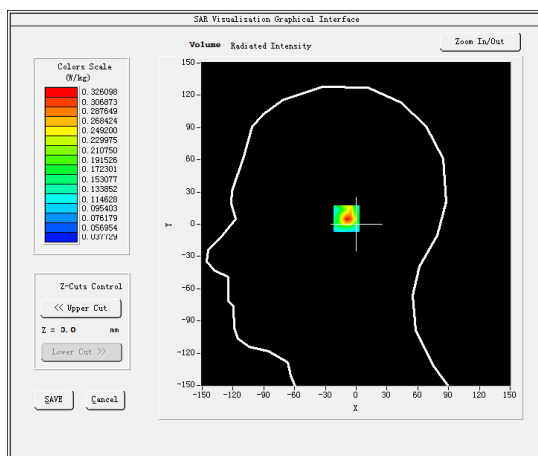 SAR Visualisation Graphical Interface
Volume Radiated Intensity
Zoom In/Out
Colors Scale
(W/kg)
0.326098
0.306873
0.287649
0.268424
0.249200
0.229975
0.210750
0.191526
0.172301
0.153077
0.133852
0.114628
0.095403
0.076179
0.056954
0.037729
Z-Cuts Control
<< Upper Cut
Z = 0.0 mm
Lower Cut >>
SAVE
Cancel
150
120
90
60
30
0
-30
-60
-90
-120
-150
Y
-150 -120 -90 -60 -30 0 30 60 90 120 150
X